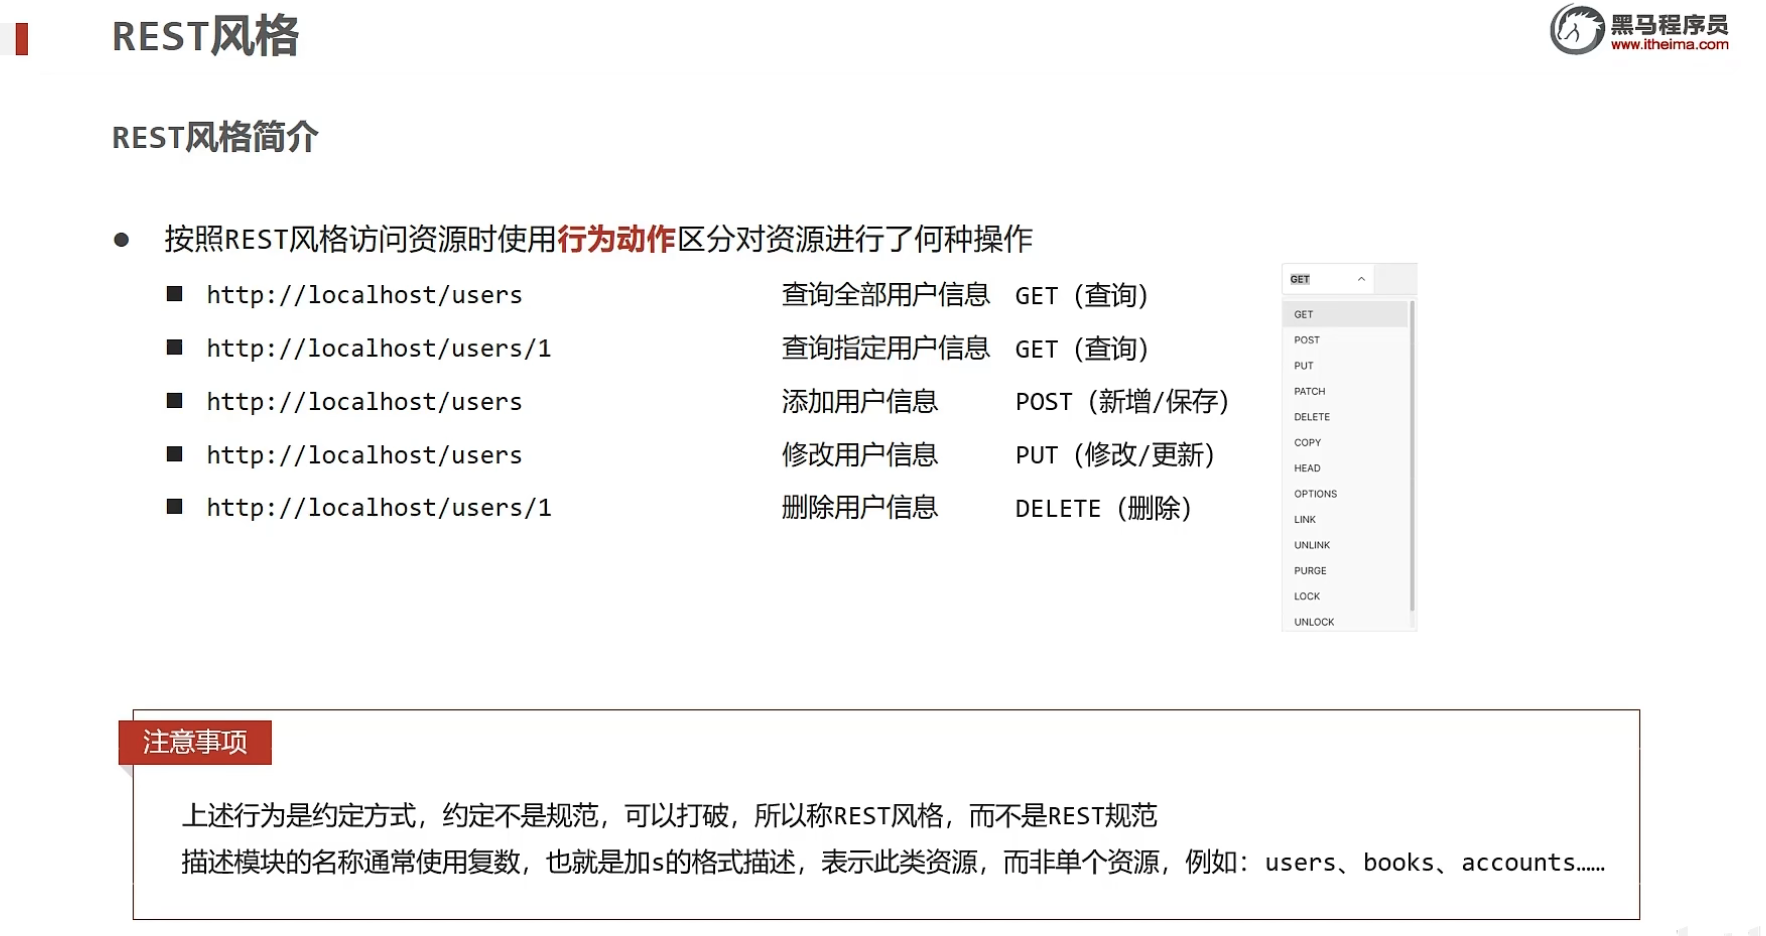 REST风格
黑马程序员
www.itheima.com
REST风格简介
● 按照REST风格访问资源时使用行为动作区分对资源进行了何种操作
■ http://localhost/users 查询全部用户信息 GET（查询）
■ http://localhost/users/1 查询指定用户信息 GET（查询）
■ http://localhost/users 添加用户信息 POST（新增/保存）
■ http://localhost/users 修改用户信息 PUT（修改/更新）
■ http://localhost/users/1 删除用户信息 DELETE（删除）
GET
GET
POST
PUT
PATCH
DELETE
COPY
HEAD
OPTIONS
LINK
UNLINK
PURGE
LOCK
UNLOCK
注意事项
上述行为是约定方式，约定不是规范，可以打破，所以称REST风格，而不是REST规范
描述模块的名称通常使用复数，也就是加s的格式描述，表示此类资源，而非单个资源，例如：users、books、accounts……